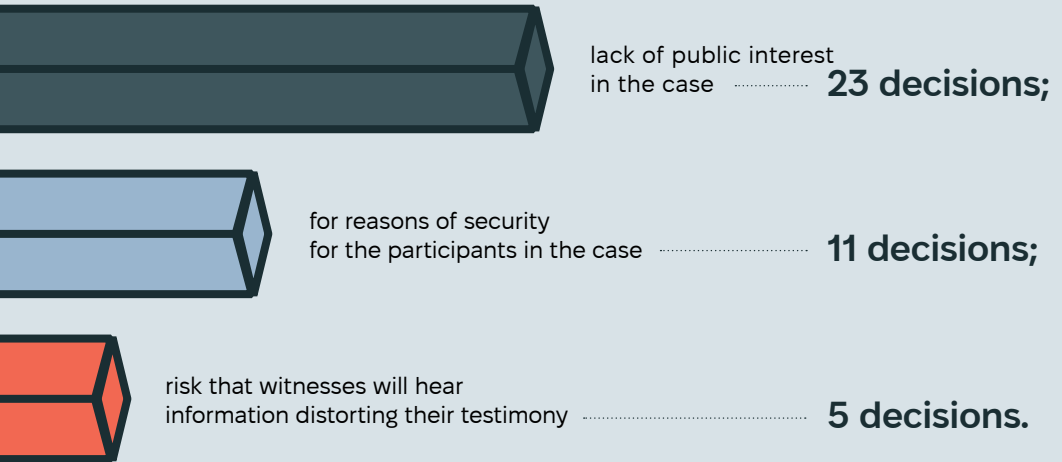 lack of public interest
in the case 23 decisions;
for reasons of security
for the participants in the case 11 decisions;
risk that witnesses will hear
information distorting their testimony 5 decisions.